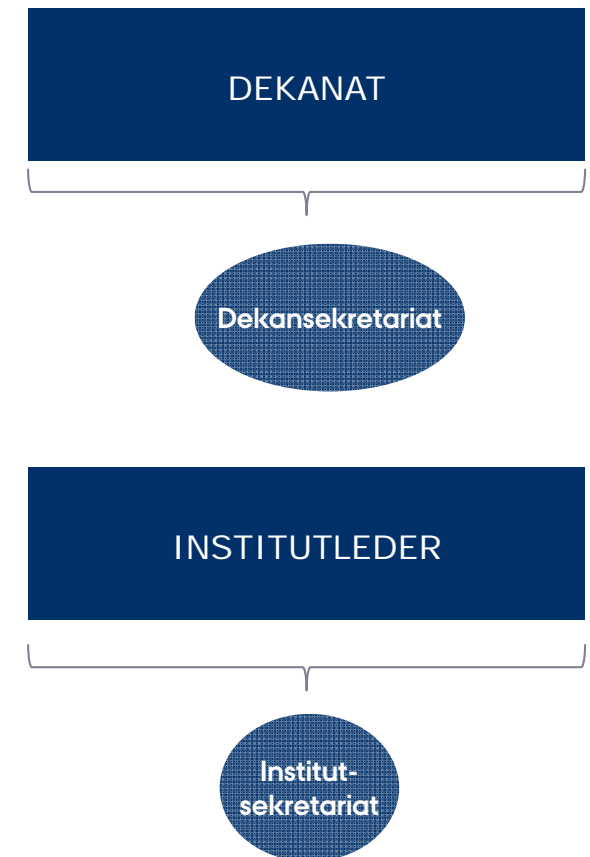 DEKANAT
Dekansekretariat
INSTITUTLEDER
Institut-
sekretariat